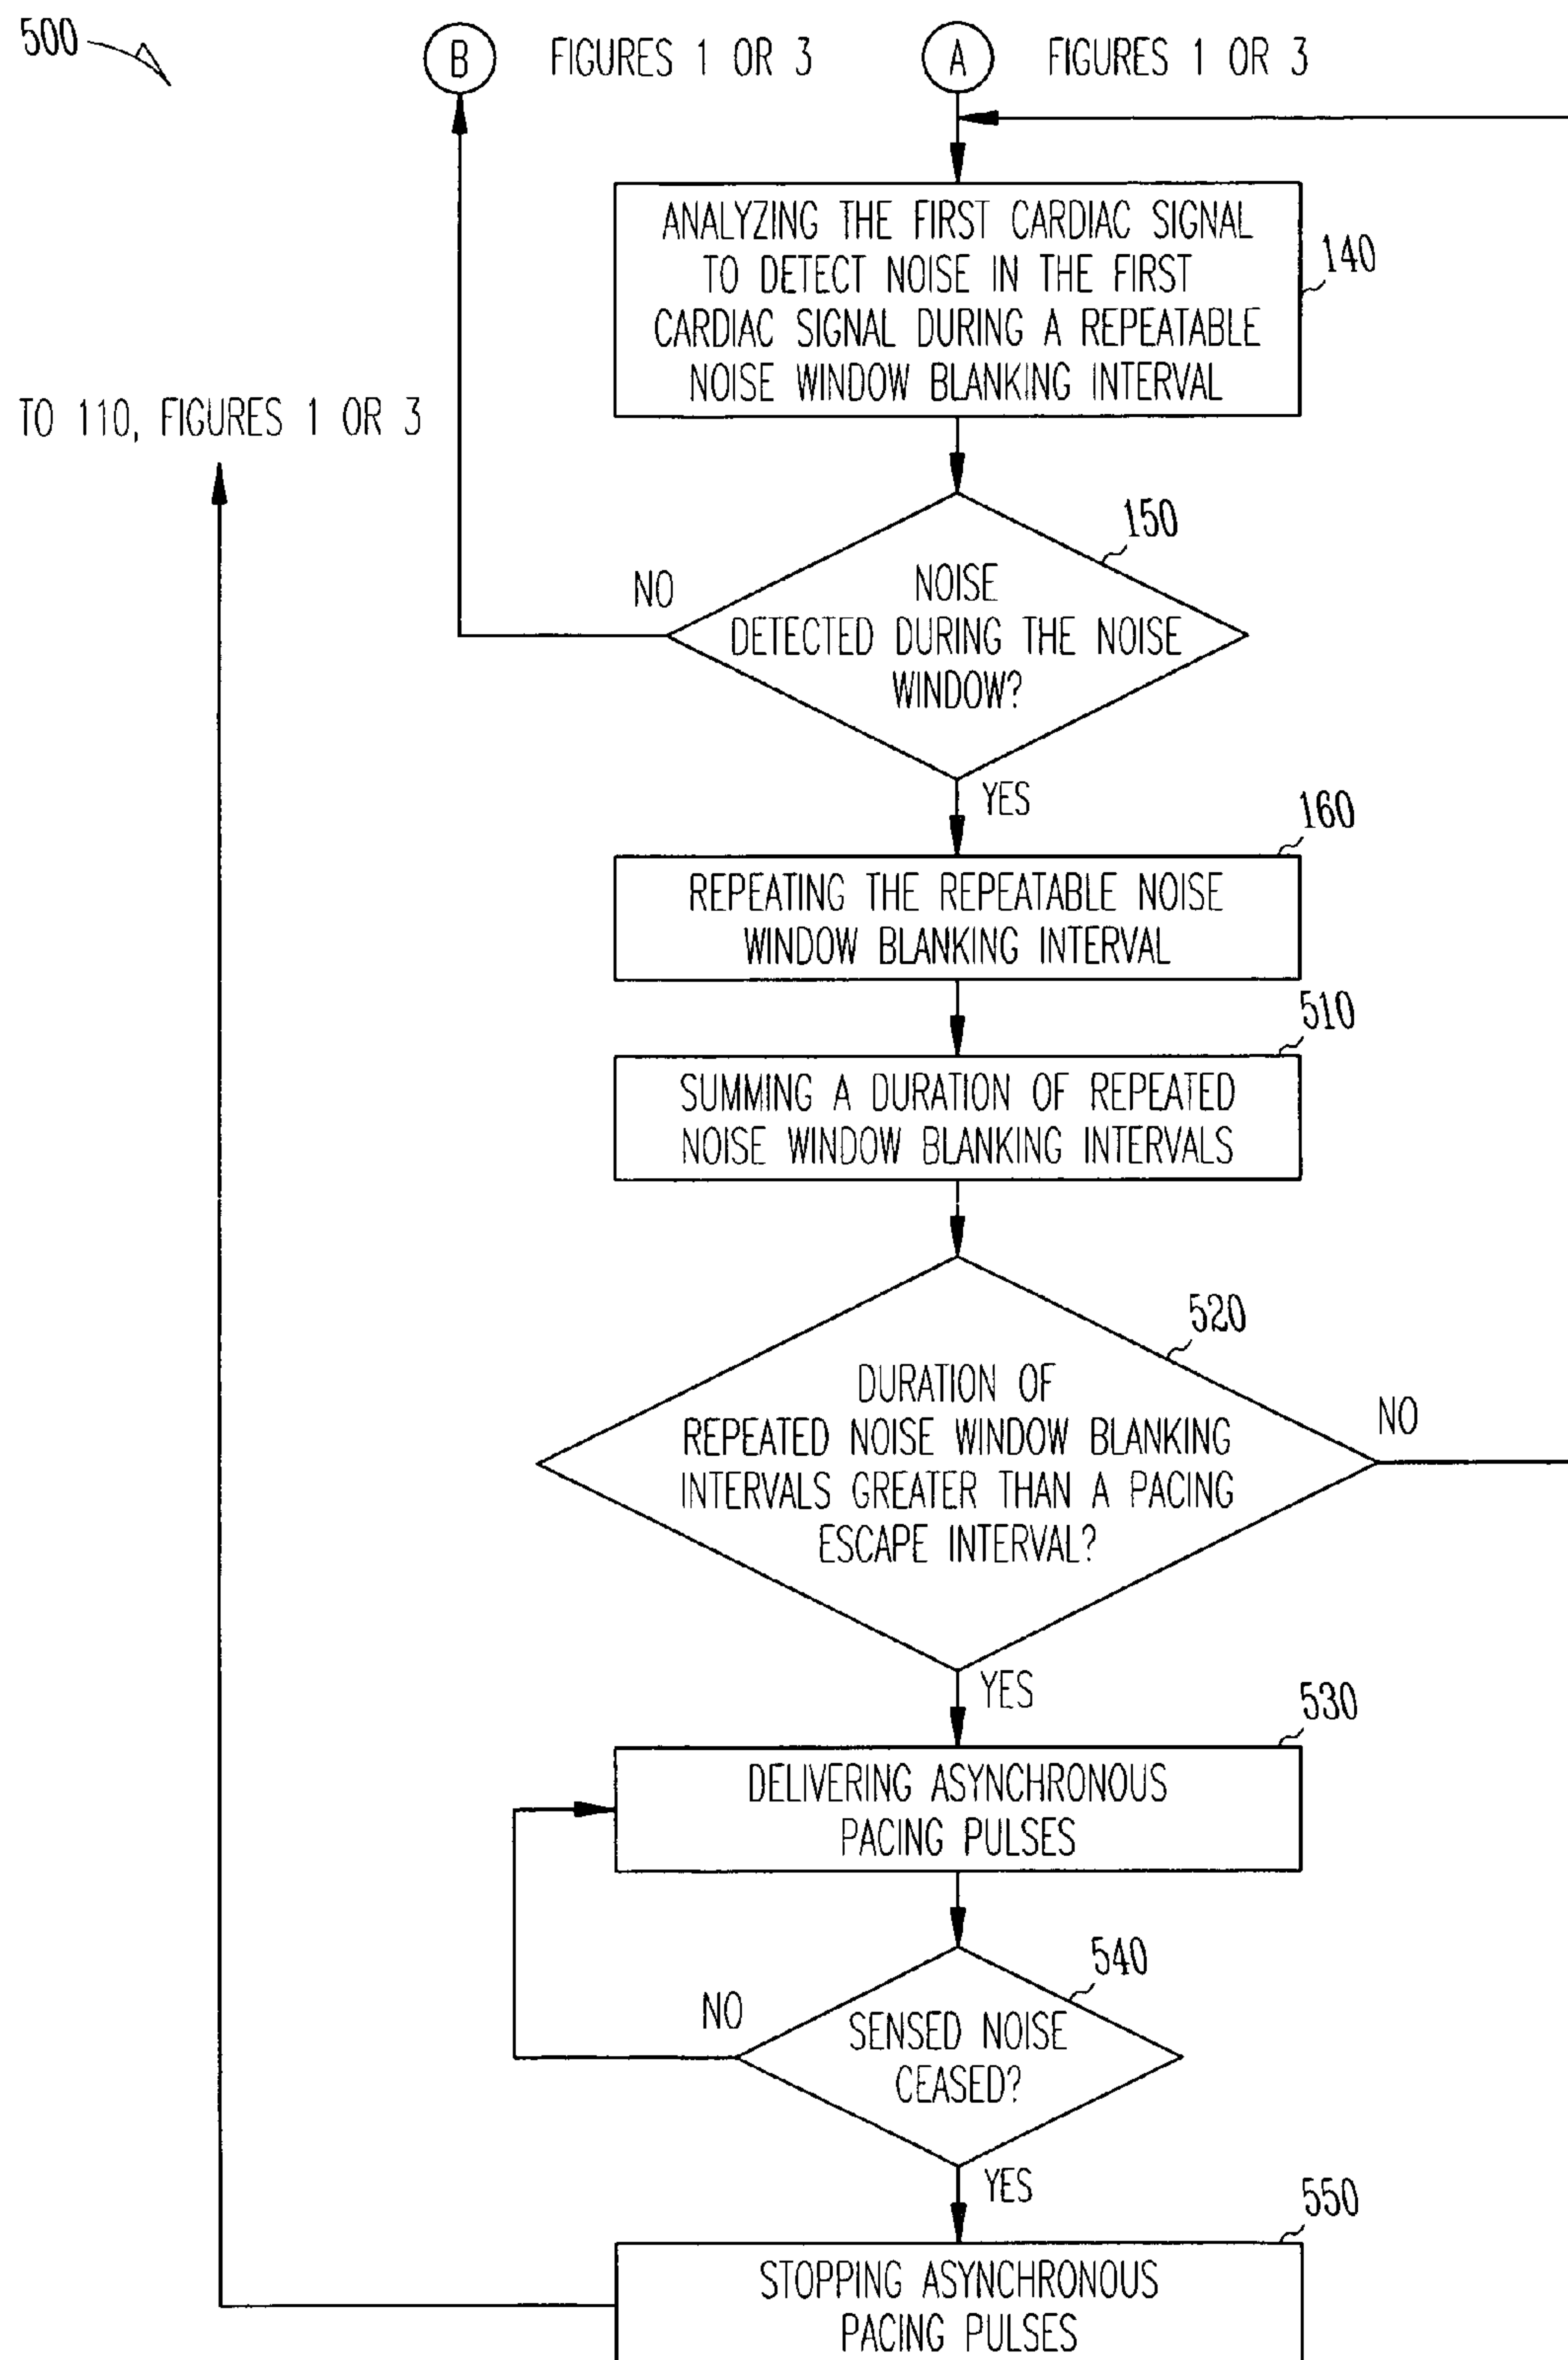 500
B FIGURES 1 OR 3
A FIGURES 1 OR 3
ANALYZING THE FIRST CARDIAC SIGNAL
TO DETECT NOISE IN THE FIRST
CARDIAC SIGNAL DURING A REPEATABLE
NOISE WINDOW BLANKING INTERVAL
140
TO 110, FIGURES 1 OR 3
150
NO
NOISE
DETECTED DURING THE NOISE
WINDOW?
YES
160
REPEATING THE REPEATABLE NOISE
WINDOW BLANKING INTERVAL
510
SUMMING A DURATION OF REPEATED
NOISE WINDOW BLANKING INTERVALS
520
DURATION OF
REPEATED NOISE WINDOW BLANKING
INTERVALS GREATER THAN A PACING
ESCAPE INTERVAL?
NO
YES
530
DELIVERING ASYNCHRONOUS
PACING PULSES
540
NO
SENSED NOISE
CEASED?
YES
550
STOPPING ASYNCHRONOUS
PACING PULSES